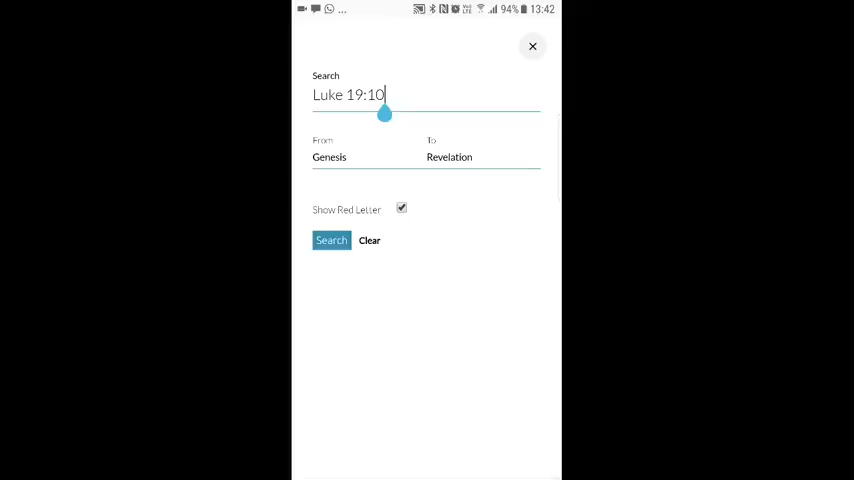 ... 94% 13:42
Search
Luke 19:10
From To
Genesis Revelation
Show Red Letter
Search Clear